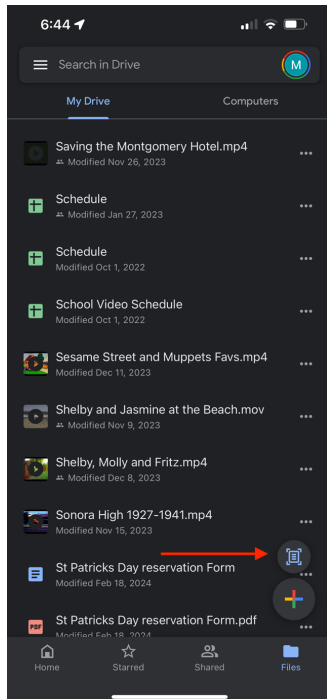 6:44
Search in Drive
M
My Drive
Computers
Saving the Montgomery Hotel.mp4
Modified Nov 26, 2023
Schedule
Modified Jan 27, 2023
Schedule
Modified Oct 1, 2022
School Video Schedule
Modified Oct 1, 2022
Sesame Street and Muppets Favs.mp4
Modified Dec 11, 2023
Shelby and Jasmine at the Beach.mov
Modified Nov 9, 2023
Shelby, Molly and Fritz.mp4
Modified Dec 8, 2023
Sonora High 1927-1941.mp4
Modified Nov 15, 2023
St Patricks Day reservation Form
Modified Feb 18, 2024
PDF
St Patricks Day reservation Form.pdf
Modified Feb 18, 2024
Home
Starred
Shared
Files